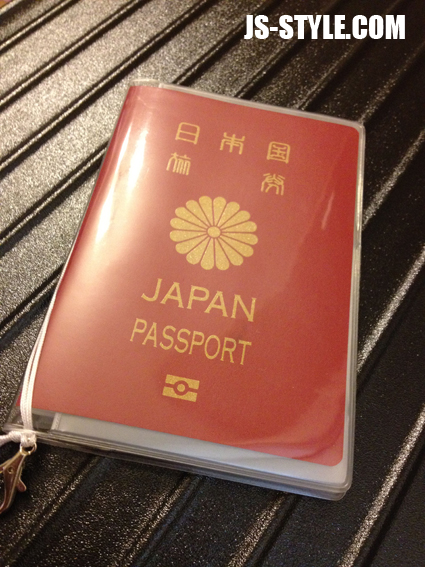 JS-STYLE.COM
日本国
旅券
JAPAN
PASSPORT